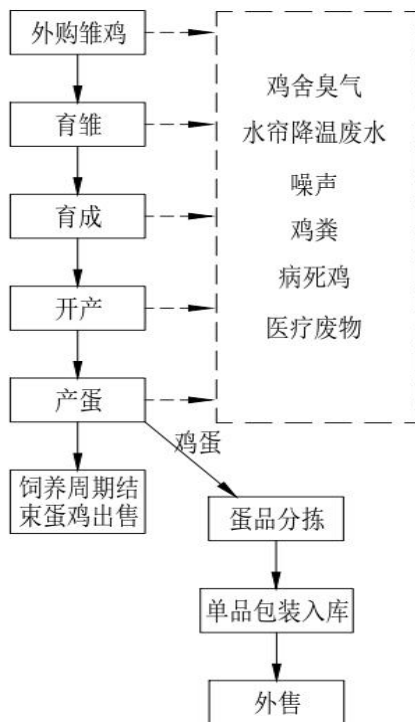 外购雏鸡
育雏
育成
开产
产蛋
饲养周期结
束蛋鸡出售
鸡舍臭气
水帘降温废水
噪声
鸡粪
病死鸡
医疗废物
鸡蛋
蛋品分拣
单品包装入库
外售